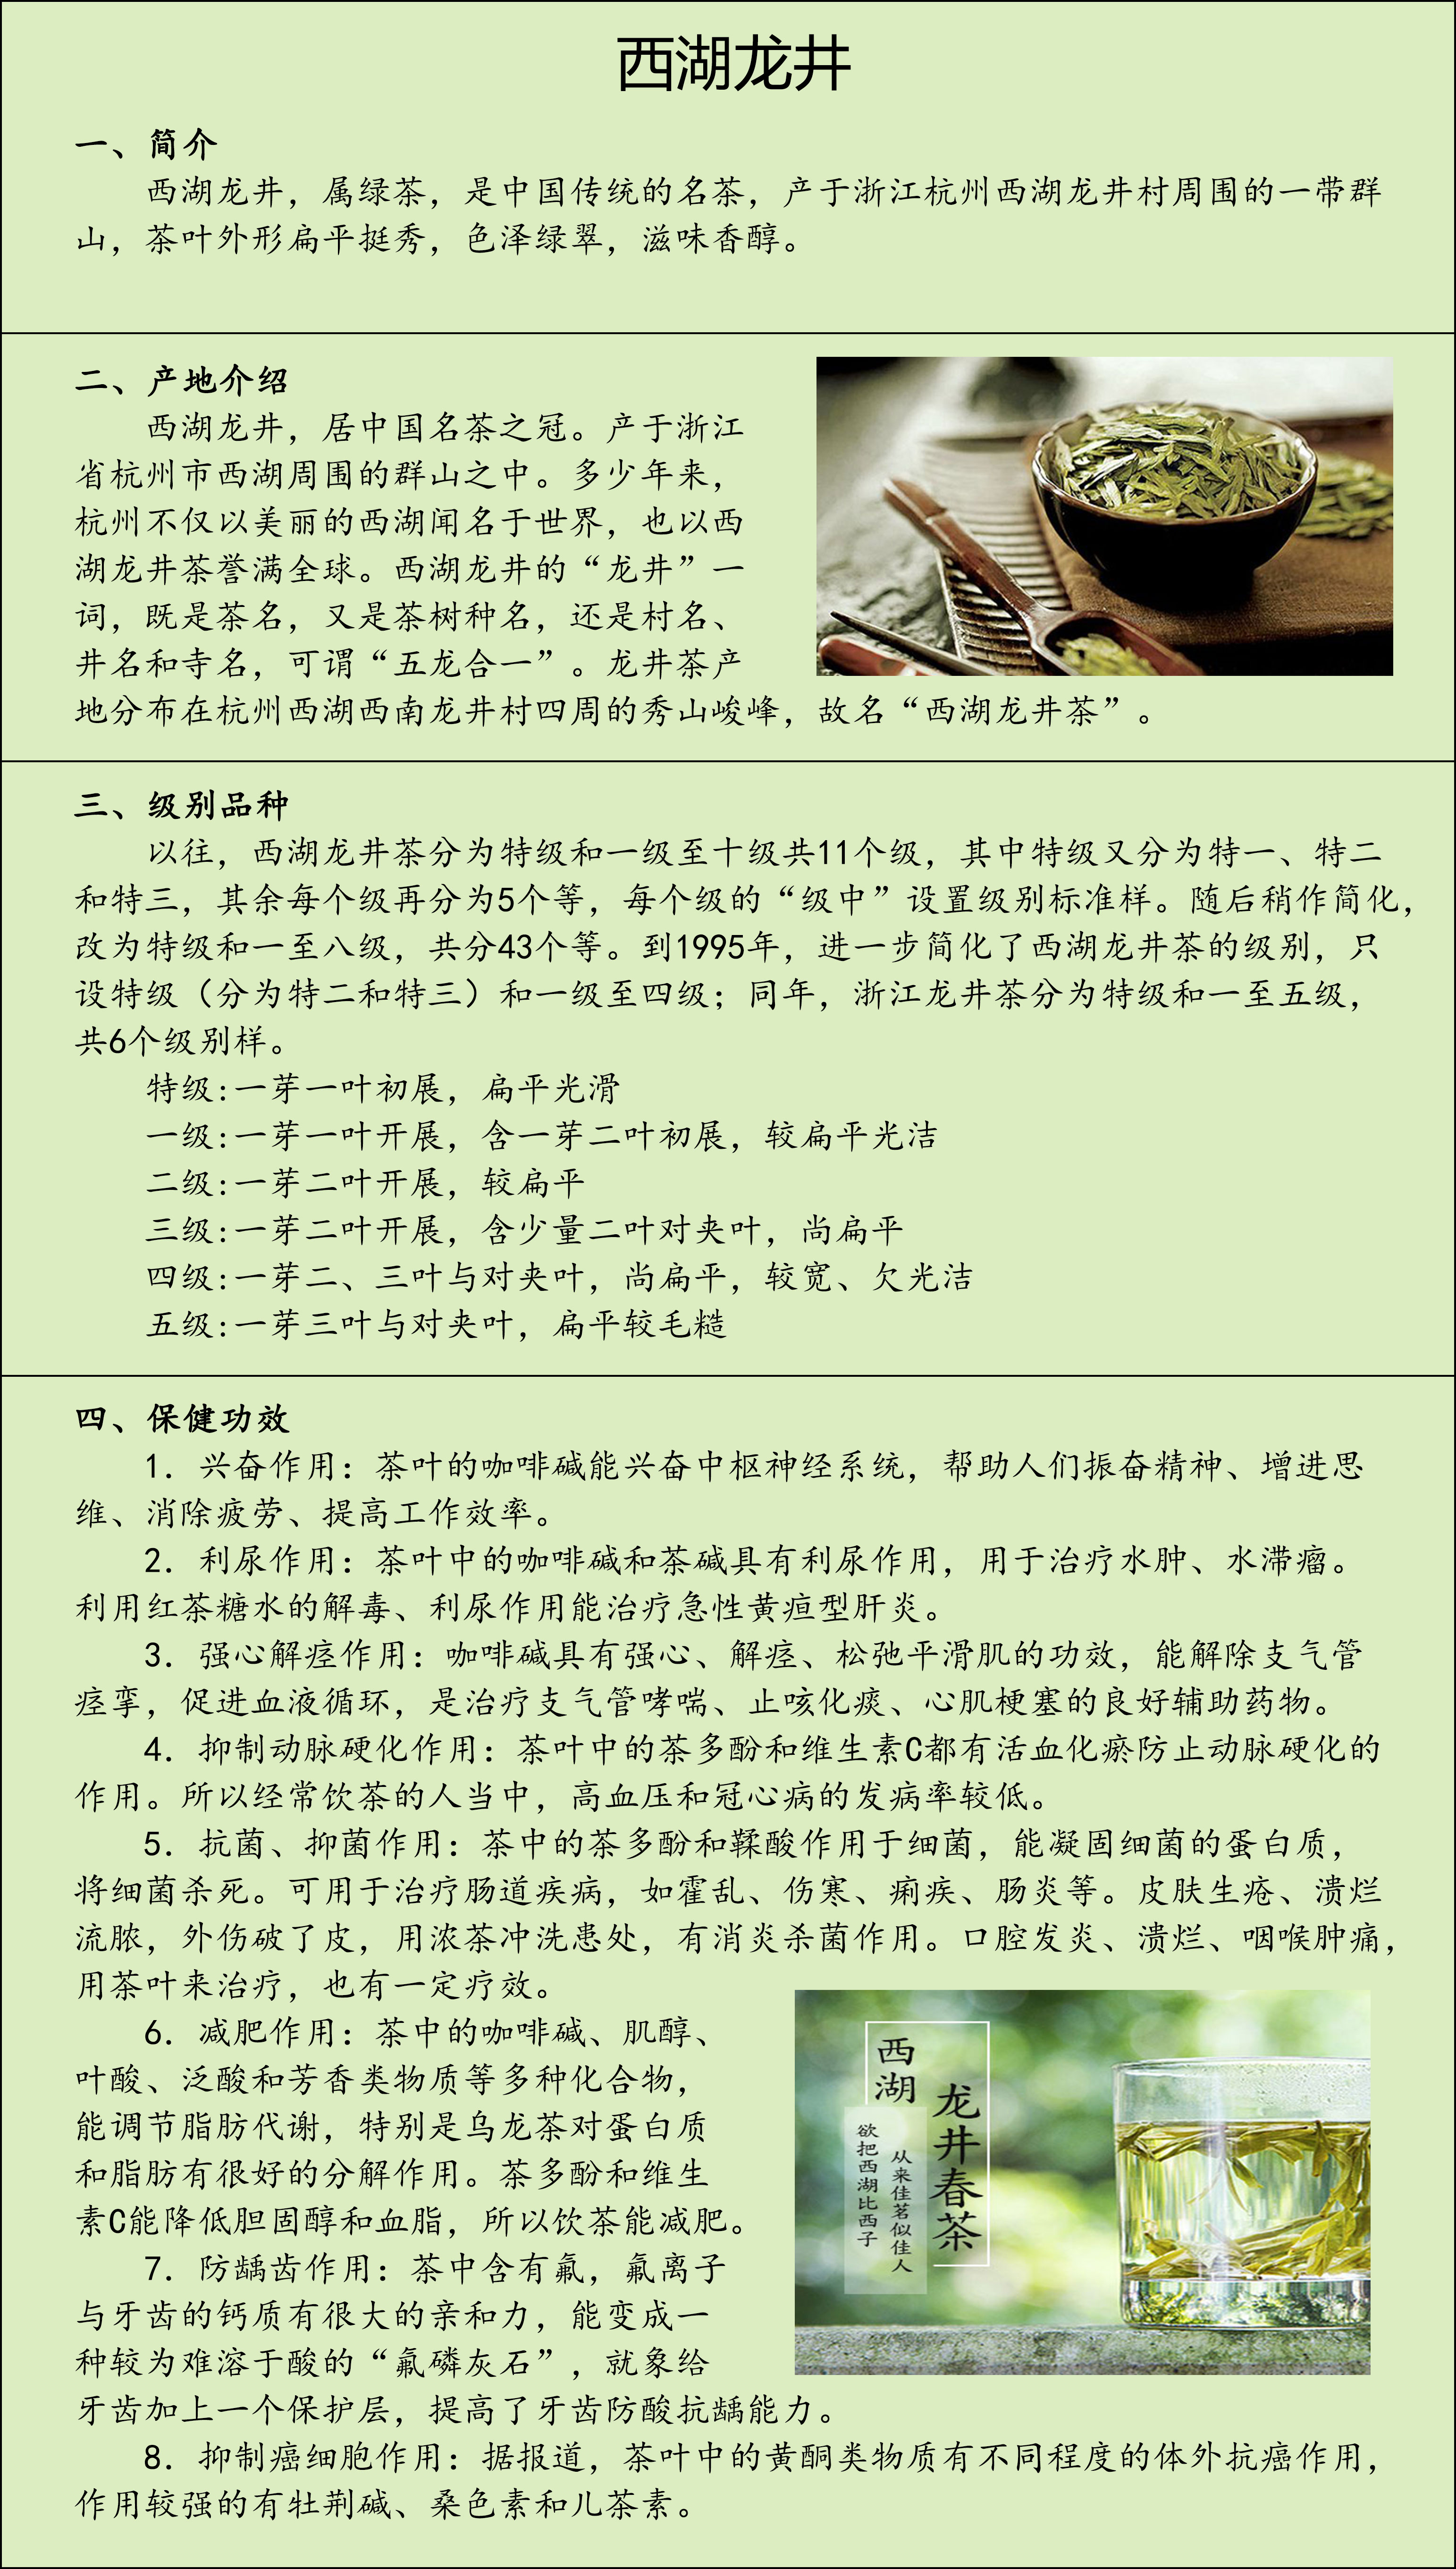 西湖龙井
一、简介
西湖龙井，属绿茶，是中国传统的名茶，产于浙江杭州西湖龙井村周围的一带群
山，茶叶外形扁平挺秀，色泽绿翠，滋味香醇。
二、产地介绍
西湖龙井，居中国名茶之冠。产于浙江
省杭州市西湖周围的群山之中。多少年来，
杭州不仅以美丽的西湖闻名于世界，也以西
湖龙井茶誉满全球。西湖龙井的“龙井”一
词，既是茶名，又是茶树种名，还是村名、
井名和寺名，可谓“五龙合一”。龙井茶产
地分布在杭州西湖西南龙井村四周的秀山峻峰，故名“西湖龙井茶”。
三、级别品种
以往，西湖龙井茶分为特级和一级至十级共11个级，其中特级又分为特一、特二
和特三，其余每个级再分为5个等，每个级的“级中”设置级别标准样。随后稍作简化，
改为特级和一至八级，共分43个等。到1995年，进一步简化了西湖龙井茶的级别，只
设特级（分为特二和特三）和一级至四级；同年，浙江龙井茶分为特级和一至五级，
共6个级别样。
特级:一芽一叶初展，扁平光滑
一级:一芽一叶开展，含一芽二叶初展，较扁平光洁
二级:一芽二叶开展，较扁平
三级:一芽二叶开展，含少量二叶对夹叶，尚扁平
四级:一芽二、三叶与对夹叶，尚扁平，较宽、欠光洁
五级:一芽三叶与对夹叶，扁平较毛糙
四、保健功效
1．兴奋作用：茶叶的咖啡碱能兴奋中枢神经系统，帮助人们振奋精神、增进思
维、消除疲劳、提高工作效率。
2．利尿作用：茶叶中的咖啡碱和茶碱具有利尿作用，用于治疗水肿、水滞瘤。
利用红茶糖水的解毒、利尿作用能治疗急性黄疸型肝炎。
3．强心解痉作用：咖啡碱具有强心、解痉、松弛平滑肌的功效，能解除支气管
痉挛，促进血液循环，是治疗支气管哮喘、止咳化痰、心肌梗塞的良好辅助药物。
4．抑制动脉硬化作用：茶叶中的茶多酚和维生素C都有活血化瘀防止动脉硬化的
作用。所以经常饮茶的人当中，高血压和冠心病的发病率较低。
5．抗菌、抑菌作用：茶中的茶多酚和鞣酸作用于细菌，能凝固细菌的蛋白质，
将细菌杀死。可用于治疗肠道疾病，如霍乱、伤寒、痢疾、肠炎等。皮肤生疮、溃烂
流脓，外伤破了皮，用浓茶冲洗患处，有消炎杀菌作用。口腔发炎、溃烂、咽喉肿痛，
用茶叶来治疗，也有一定疗效。
6．减肥作用：茶中的咖啡碱、肌醇、
叶酸、泛酸和芳香类物质等多种化合物，
能调节脂肪代谢，特别是乌龙茶对蛋白质
和脂肪有很好的分解作用。茶多酚和维生
素C能降低胆固醇和血脂，所以饮茶能减肥。
7．防龋齿作用：茶中含有氟，氟离子
与牙齿的钙质有很大的亲和力，能变成一
种较为难溶于酸的“氟磷灰石”，就象给
牙齿加上一个保护层，提高了牙齿防酸抗龋能力。
8．抑制癌细胞作用：据报道，茶叶中的黄酮类物质有不同程度的体外抗癌作用，
作用较强的有牡荆碱、桑色素和儿茶素。
西湖
龙井春茶
欲把西湖比西子
从来佳茗似佳人